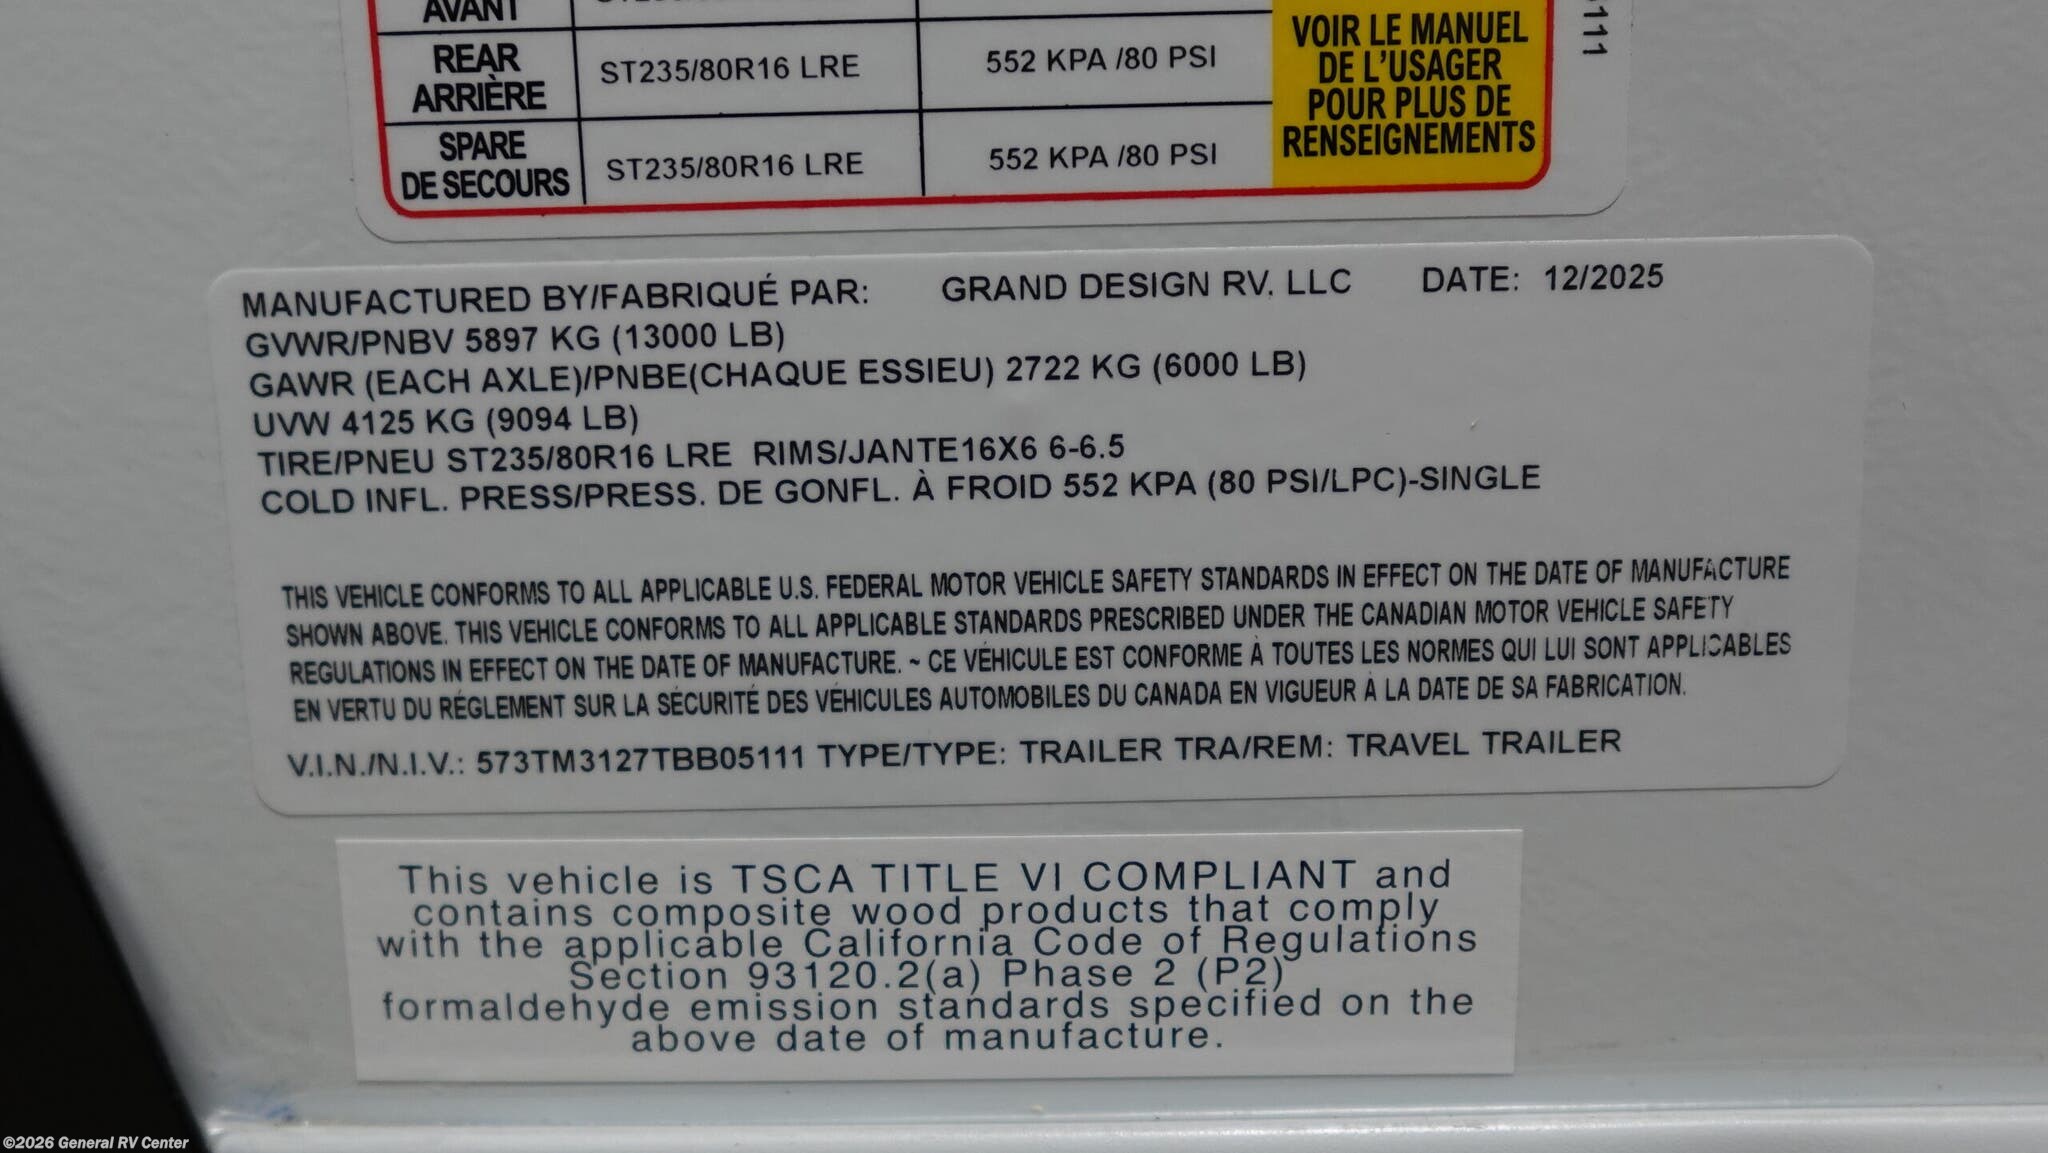 AVANT
REAR
ARRIÈRE
ST235/80R16 LRE
552 KPA /80 PSI
SPARE
DE SECOURS
ST235/80R16 LRE
552 KPA /80 PSI
VOIR LE MANUEL
DE L'USAGER
POUR PLUS DE
RENSEIGNEMENTS
MANUFACTURED BY/FABRIQUÉ PAR: GRAND DESIGN RV, LLC DATE: 12/2025
GVWR/PNBV 5897 KG (13000 LB)
GAWR (EACH AXLE)/PNBE(CHAQUE ESSIEU) 2722 KG (6000 LB)
UVW 4125 KG (9094 LB)
TIRE/PNEU ST235/80R16 LRE RIMS/JANTE16X6 6-6.5
COLD INFL. PRESS/PRESS. DE GONFL. À FROID 552 KPA (80 PSI/LPC)-SINGLE
THIS VEHICLE CONFORMS TO ALL APPLICABLE U.S. FEDERAL MOTOR VEHICLE SAFETY STANDARDS IN EFFECT ON THE DATE OF MANUFACTURE
SHOWN ABOVE. THIS VEHICLE CONFORMS TO ALL APPLICABLE STANDARDS PRESCRIBED UNDER THE CANADIAN MOTOR VEHICLE SAFETY
REGULATIONS IN EFFECT ON THE DATE OF MANUFACTURE. ~ CE VÉHICULE EST CONFORME À TOUTES LES NORMES QUI LUI SONT APPLICABLES
EN VERTU DU RÉGLEMENT SUR LA SÉCURITÉ DES VÉHICULES AUTOMOBILES DU CANADA EN VIGUEUR À LA DATE DE SA FABRICATION.
V.I.N./N.I.V.: 573TM3127TBB05111 TYPE/TYPE: TRAILER TRA/REM: TRAVEL TRAILER
This vehicle is TSCA TITLE VI COMPLIANT and
contains composite wood products that comply
with the applicable California Code of Regulations
Section 93120.2(a) Phase 2 (P2)
formaldehyde emission standards specified on the
above date of manufacture.
©2026 General RV Center